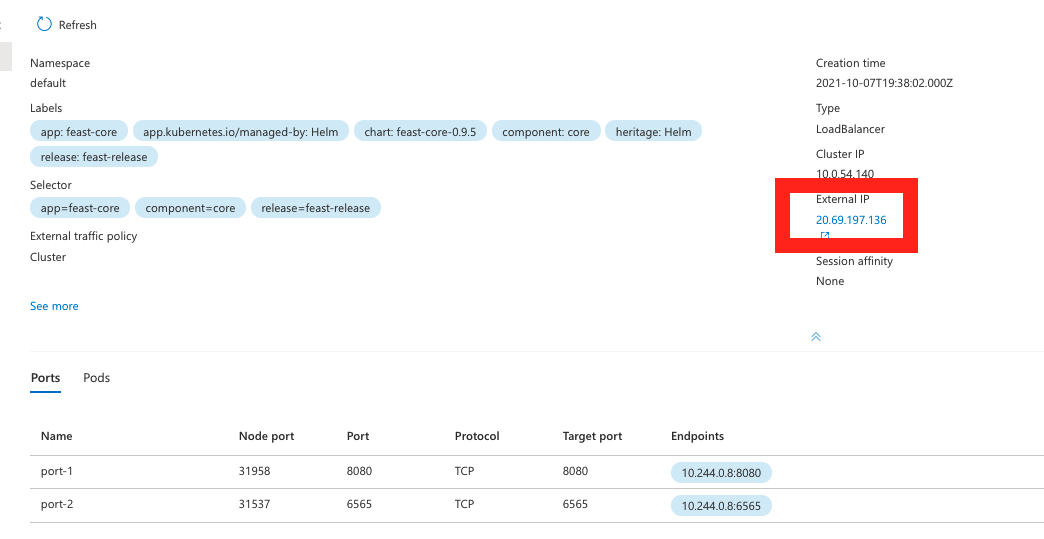 Refresh
Namespace
default
Labels
app: feast-core app.kubernetes.io/managed-by: Helm chart: feast-core-0.9.5 component: core heritage: Helm
release: feast-release
Selector
app=feast-core component=core release=feast-release
External traffic policy
Cluster
See more
Creation time
2021-10-07T19:38:02.000Z
Type
LoadBalancer
Cluster IP
10.0.54.140
External IP
20.69.197.136
Session affinity
None
Ports Pods
Name Node port Port Protocol Target port Endpoints
port-1 31958 8080 TCP 8080 10.244.0.8:8080
port-2 31537 6565 TCP 6565 10.244.0.8:6565